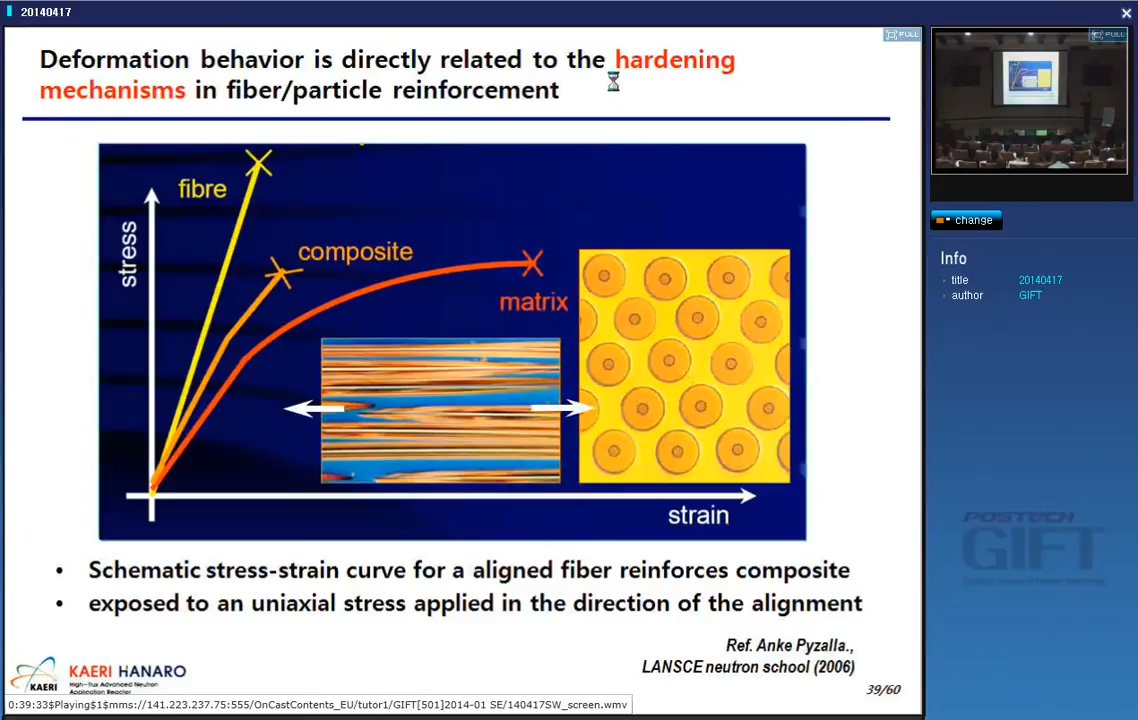 20140417
Deformation behavior is directly related to the hardening
mechanisms in fiber/particle reinforcement
FULL
FULL
fibre
composite
stress
matrix
strain
change
Info
title 20140417
author GIFT
POSTECH
GIFT
• Schematic stress-strain curve for a aligned fiber reinforces composite
• exposed to an uniaxial stress applied in the direction of the alignment
Ref. Anke Pyzalla.,
LANSCE neutron school (2006)
KAERI
KAERI HANARO
High-flux Advanced Neutron
Application Reactor
39/60
0:39:33$Playing$1$mms://141.223.237.75:555/OnCastContents_EU/tutor1/GIFT[501]2014-01 SE/140417SW_screen.wmv